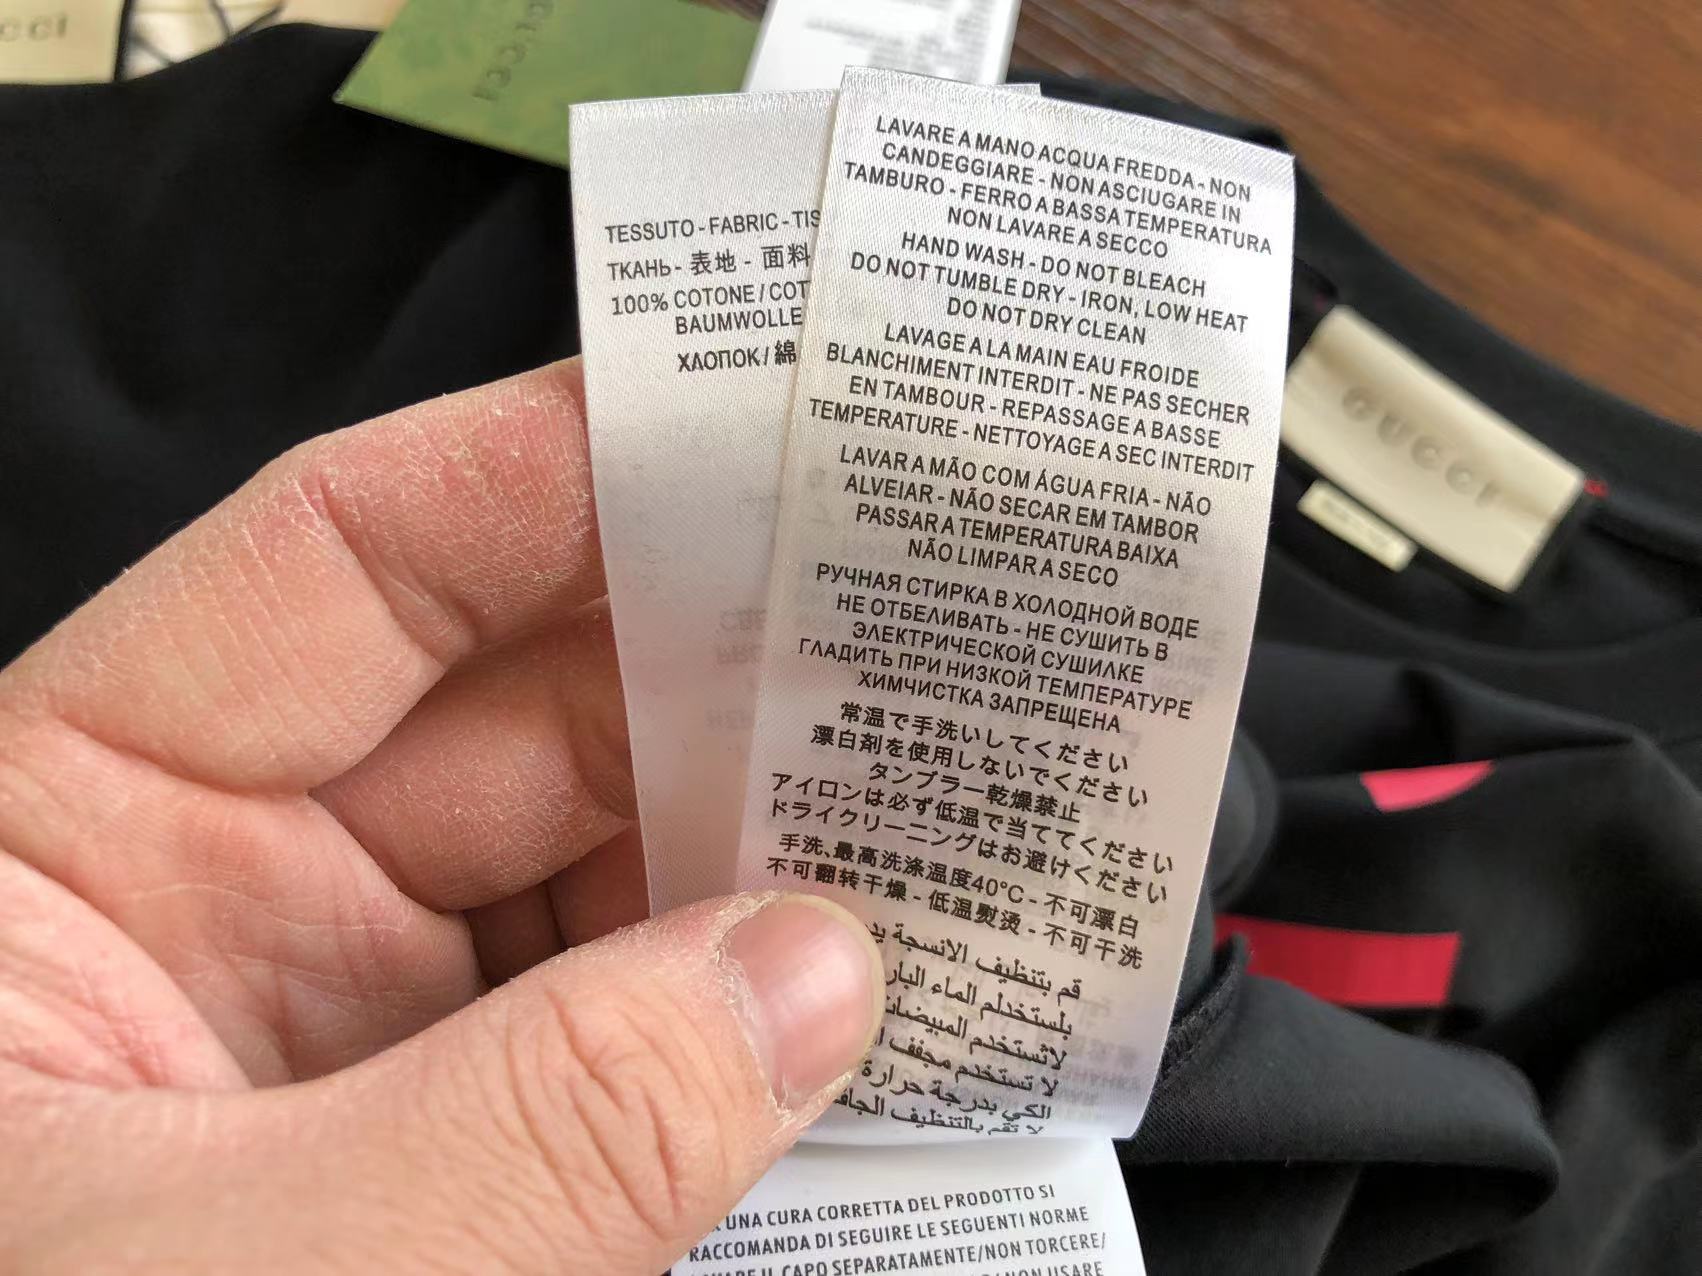 GUCCI
TESSUTO - FABRIC -
ТКАНЬ - 表地 - 面料
100% COTONE /
BAUMWOLLE
ХЛОПОК / 綿
LAVARE A MANO ACQUA FREDDA - NON
CANDEGGIARE - NON ASCIUGARE IN
TAMBURO - FERRO A BASSA TEMPERATURA
NON LAVARE A SECCO
HAND WASH - DO NOT BLEACH
DO NOT TUMBLE DRY - IRON, LOW HEAT
DO NOT DRY CLEAN
LAVAGE A LA MAIN EAU FROIDE
BLANCHIMENT INTERDIT - NE PAS SECHER
EN TAMBOUR - REPASSAGE A BASSE
TEMPERATURE - NETTOYAGE A SEC INTERDIT
LAVAR A MÃO COM ÁGUA FRIA - NÃO
ALVEIAR - NÃO SECAR EM TAMBOR
PASSAR A TEMPERATURA BAIXA
NÃO LIMPAR A SECO
РУЧНАЯ СТИРКА В ХОЛОДНОЙ ВОДЕ
НЕ ОТБЕЛИВАТЬ - НЕ СУШИТЬ В
ЭЛЕКТРИЧЕСКОЙ СУШИЛКЕ
ГЛАДИТЬ ПРИ НИЗКОЙ ТЕМПЕРАТУРЕ
ХИМЧИСТКА ЗАПРЕЩЕНА
常温で手洗いしてください
漂白剤を使用しないでください
タンブラー乾燥禁止
アイロンは必ず低温で当ててください
ドライクリーニングはお避けください
手洗、最高洗涤温度40°C - 不可漂白
不可翻转干燥 - 低温熨烫 - 不可干洗
قم بتنظيف الانسجة
بلستخدلم الماء
لاتستخدم
لا تستخدم مجفف
الكي بدرجة حرارة
لا تقم بالتنظيف
UNA CURA CORRETTA DEL PRODOTTO SI
RACCOMANDA DI SEGUIRE LE SEGUENTI NORME
IL CAPO SEPARATAMENTE/NON TORCERE/
NON USARE
GUCCI